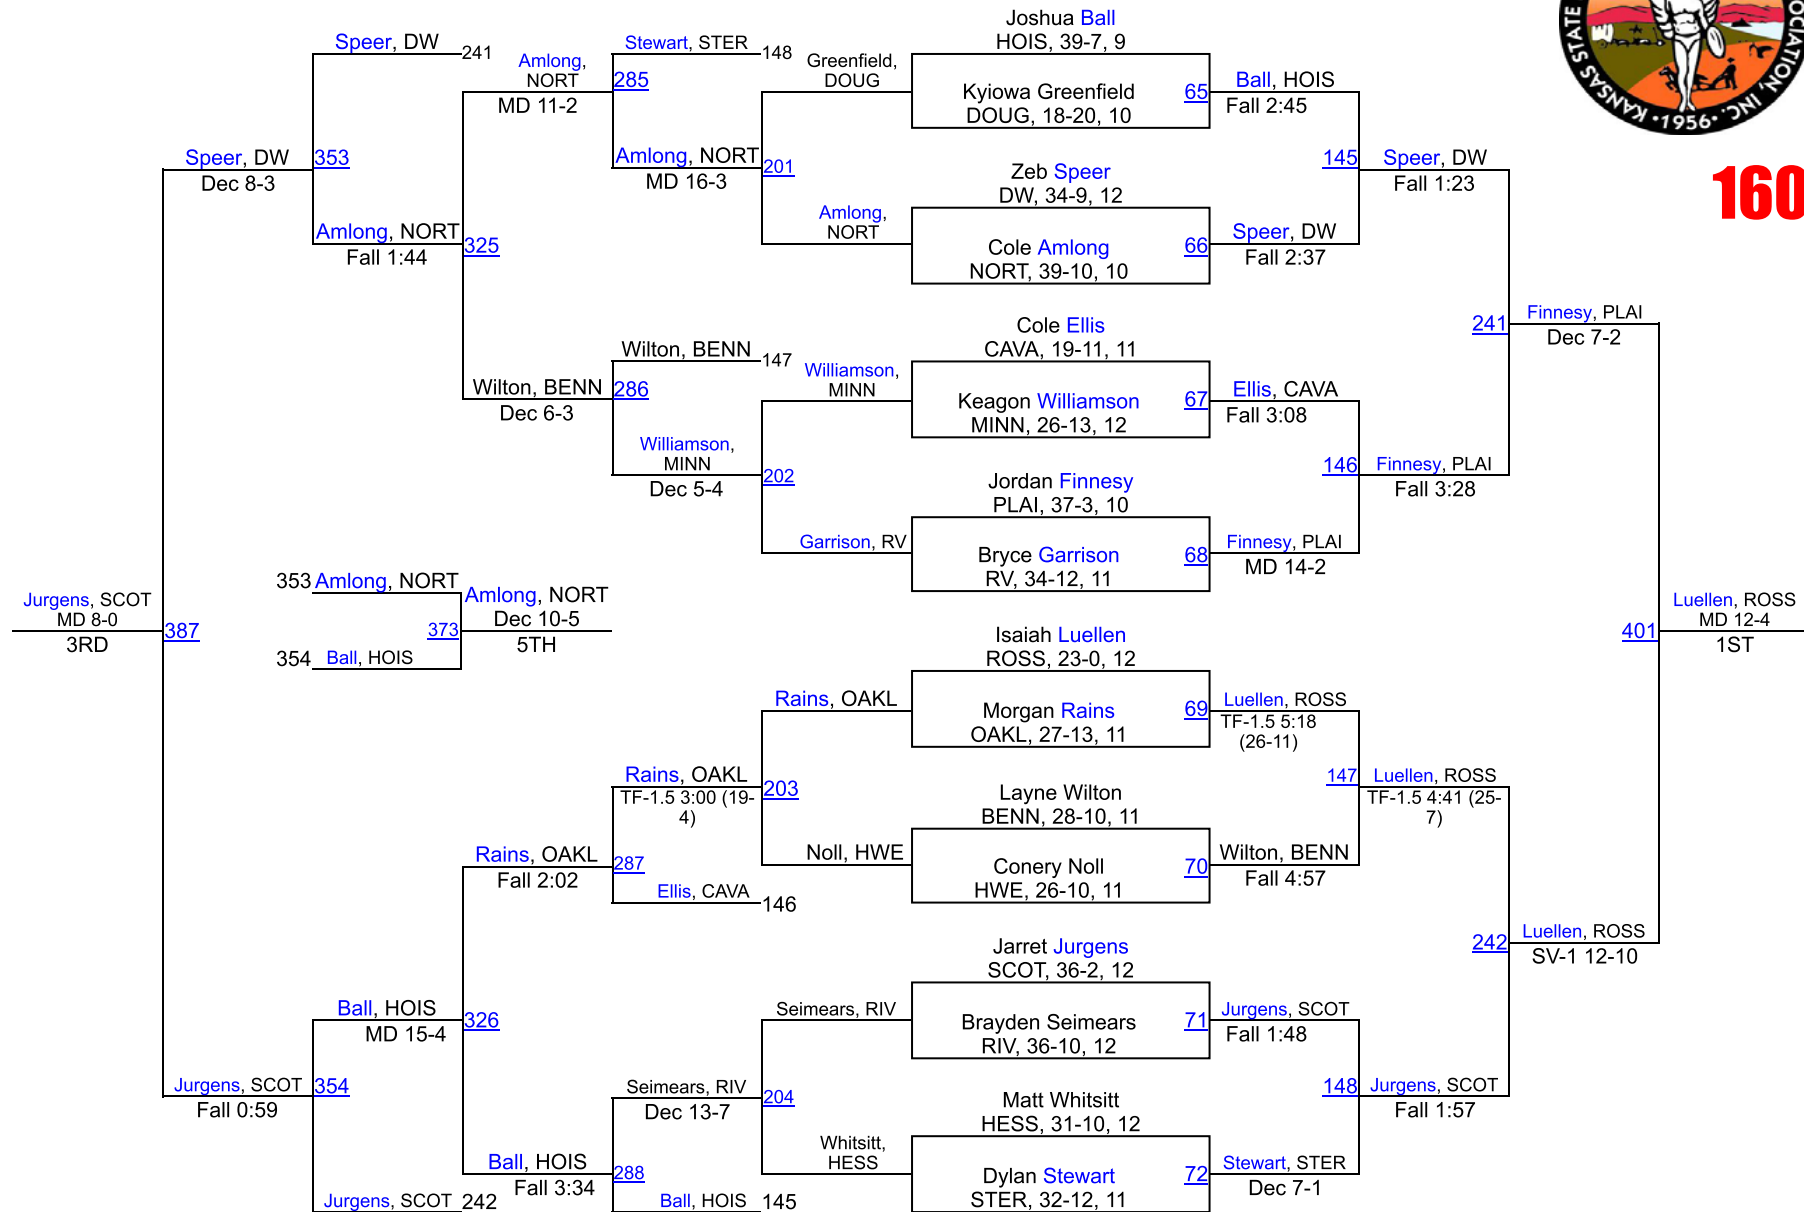 Joshua Ball
HOIS, 39-7, 9
Speer, DW
241
Stewart, STER
148
Greenfield,
DOUG
Amlong,
NORT
285
MD 11-2
Kyiowa Greenfield
DOUG, 18-20, 10
65
Ball, HOIS
Fall 2:45
KANSAS STATE
OCIATION, INC.
•1956•
160
Speer, DW
353
Dec 8-3
Amlong, NORT
201
MD 16-3
Zeb Speer
DW, 34-9, 12
145
Speer, DW
Fall 1:23
Amlong, NORT
325
Fall 1:44
Amlong,
NORT
Cole Amlong
NORT, 39-10, 10
66
Speer, DW
Fall 2:37
Cole Ellis
CAVA, 19-11, 11
241
Finnesy, PLAI
Dec 7-2
Wilton, BENN
147
Williamson,
MINN
Wilton, BENN
286
Dec 6-3
Keagon Williamson
MINN, 26-13, 12
67
Ellis, CAVA
Fall 3:08
Williamson,
MINN
202
Dec 5-4
Jordan Finnesy
PLAI, 37-3, 10
146
Finnesy, PLAI
Fall 3:28
Garrison, RV
Bryce Garrison
RV, 34-12, 11
68
Finnesy, PLAI
MD 14-2
353
Amlong, NORT
Jurgens, SCOT
MD 8-0
387
3RD
373
Amlong, NORT
Dec 10-5
5TH
354
Ball, HOIS
Isaiah Luellen
ROSS, 23-0, 12
401
Luellen, ROSS
MD 12-4
1ST
Rains, OAKL
Morgan Rains
OAKL, 27-13, 11
69
Luellen, ROSS
TF-1.5 5:18
(26-11)
Rains, OAKL
203
TF-1.5 3:00 (19-
4)
Layne Wilton
BENN, 28-10, 11
147
Luellen, ROSS
TF-1.5 4:41 (25-
7)
Rains, OAKL
287
Fall 2:02
Noll, HWE
Conery Noll
HWE, 26-10, 11
70
Wilton, BENN
Fall 4:57
Ellis, CAVA
146
Jarret Jurgens
SCOT, 36-2, 12
242
Luellen, ROSS
SV-1 12-10
Ball, HOIS
326
MD 15-4
Seimears, RIV
Brayden Seimears
RIV, 36-10, 12
71
Jurgens, SCOT
Fall 1:48
Jurgens, SCOT
354
Fall 0:59
Seimears, RIV
204
Dec 13-7
Matt Whitsitt
HESS, 31-10, 12
148
Jurgens, SCOT
Fall 1:57
Ball, HOIS
288
Fall 3:34
Whitsitt,
HESS
Dylan Stewart
STER, 32-12, 11
72
Stewart, STER
Dec 7-1
Jurgens, SCOT
242
Ball, HOIS
145